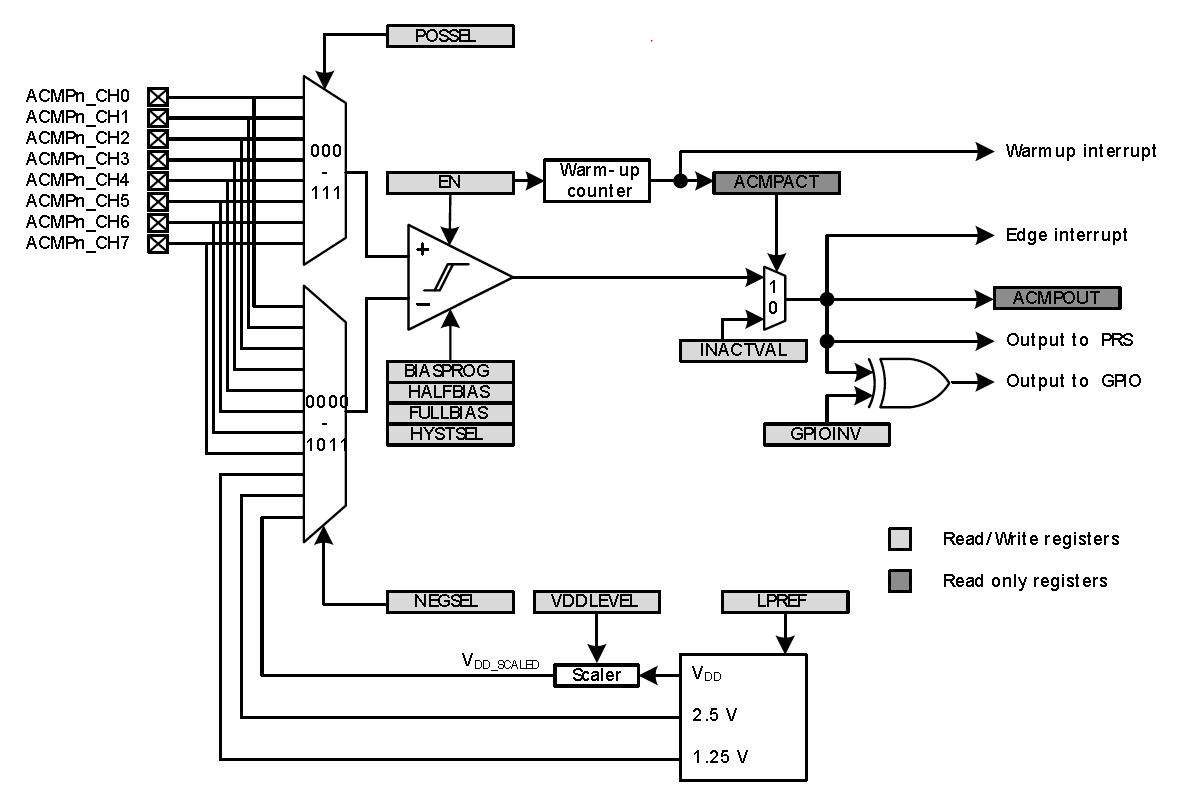 POSSEL
ACMPn_CH0
ACMPn_CH1
ACMPn_CH2
ACMPn_CH3
ACMPn_CH4
ACMPn_CH5
ACMPn_CH6
ACMPn_CH7
000
-
111
EN
Warm-up
counter
ACMPACT
Warmup interrupt
+
−
1
0
Edge interrupt
ACMPOUT
INACTVAL
Output to PRS
Output to GPIO
GPIOINV
BIASPROG
HALFBIAS
FULLBIAS
HYSTSEL
0000
-
1011
Read/Write registers
Read only registers
NEGSEL
VDDLEVEL
LPREF
VDD_SCALED
Scaler
VDD
2.5 V
1.25 V